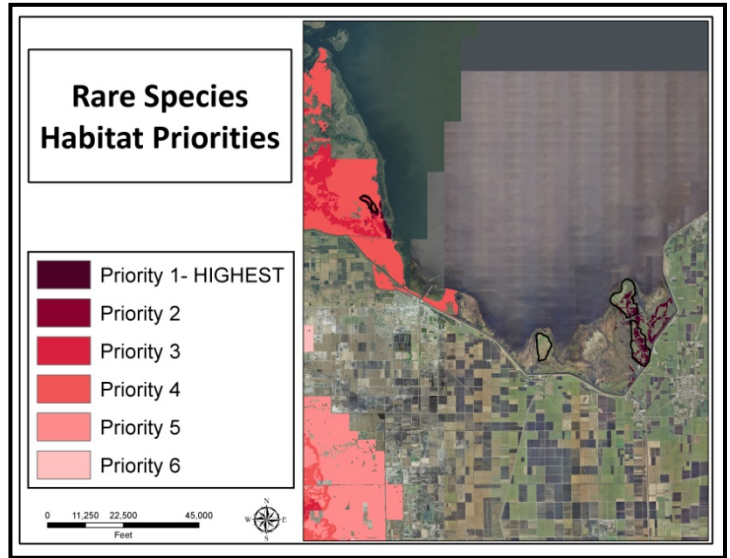 Rare Species
Habitat Priorities
Priority 1- HIGHEST
Priority 2
Priority 3
Priority 4
Priority 5
Priority 6
0 11,250 22,500 45,000
Feet
N
W E
S